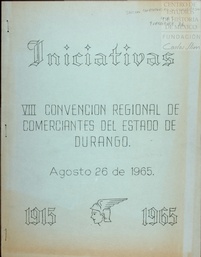 Iniciativas
VIII CONVENCION REGIONAL DE
COMERCIANTES DEL ESTADO DE
DURANGO.
Agosto 26 de 1965.
1915 1965